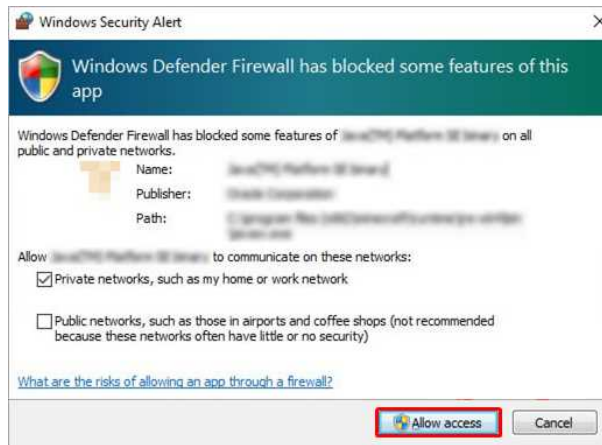 Windows Security Alert
Windows Defender Firewall has blocked some features of this
app
Windows Defender Firewall has blocked some features of on all
public and private networks.
Name:
Publisher:
Path:
Allow to communicate on these networks:
Private networks, such as my home or work network
Public networks, such as those in airports and coffee shops (not recommended
because these networks often have little or no security)
What are the risks of allowing an app through a firewall?
Allow access Cancel